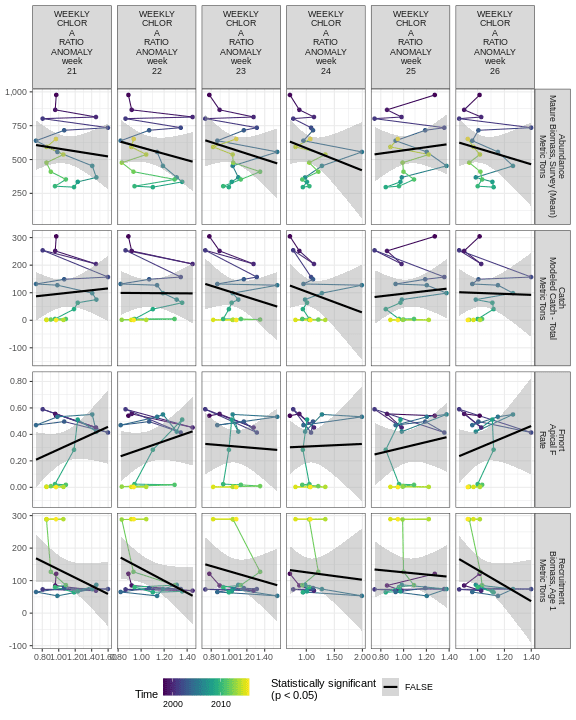 WEEKLY CHLOR A RATIO ANOMALY week 21
WEEKLY CHLOR A RATIO ANOMALY week 22
WEEKLY CHLOR A RATIO ANOMALY week 23
WEEKLY CHLOR A RATIO ANOMALY week 24
WEEKLY CHLOR A RATIO ANOMALY week 25
WEEKLY CHLOR A RATIO ANOMALY week 26
1,000
750
500
250
Abundance
Mature Biomass, Survey (Mean)
Metric Tons
300
200
100
0
-100
Catch
Modeled Catch - Total
Metric Tons
0.80
0.60
0.40
0.20
0.00
Fmort
Apical F
Rate
300
200
100
0
-100
Recruitment
Biomass, Age 1
Metric Tons
0.80 1.00 1.20 1.40 1.60
0.80 1.00 1.20 1.40
0.80 1.00 1.20 1.40
1.00 1.50 2.00
0.80 1.00 1.20 1.40
1.00 1.20 1.40
Time
2000 2010
Statistically significant
(p < 0.05)
FALSE